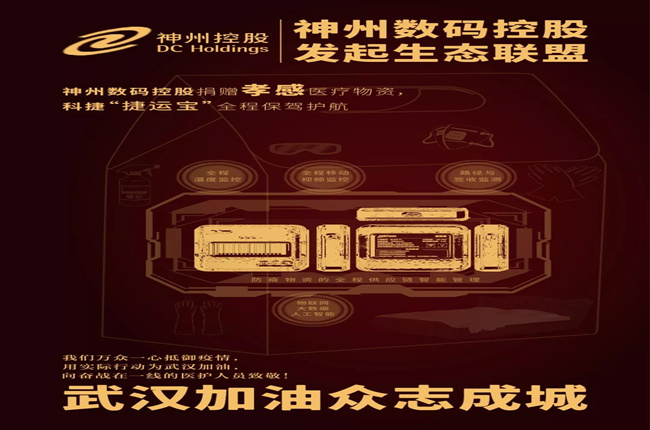 神州控股
DC Holdings
神州数码控股
发起生态联盟
神州数码控股捐赠孝感医疗物资，
科捷“捷运宝”全程保驾护航
全程
温度监控
全程移动
视频监控
路径与
签收监测
防疫物资的全程供应链智能管理
物联网
大数据
人工智能
我们万众一心抵御疫情，
用实际行动为武汉加油，
向奋战在一线的医护人员致敬！
武汉加油众志成城